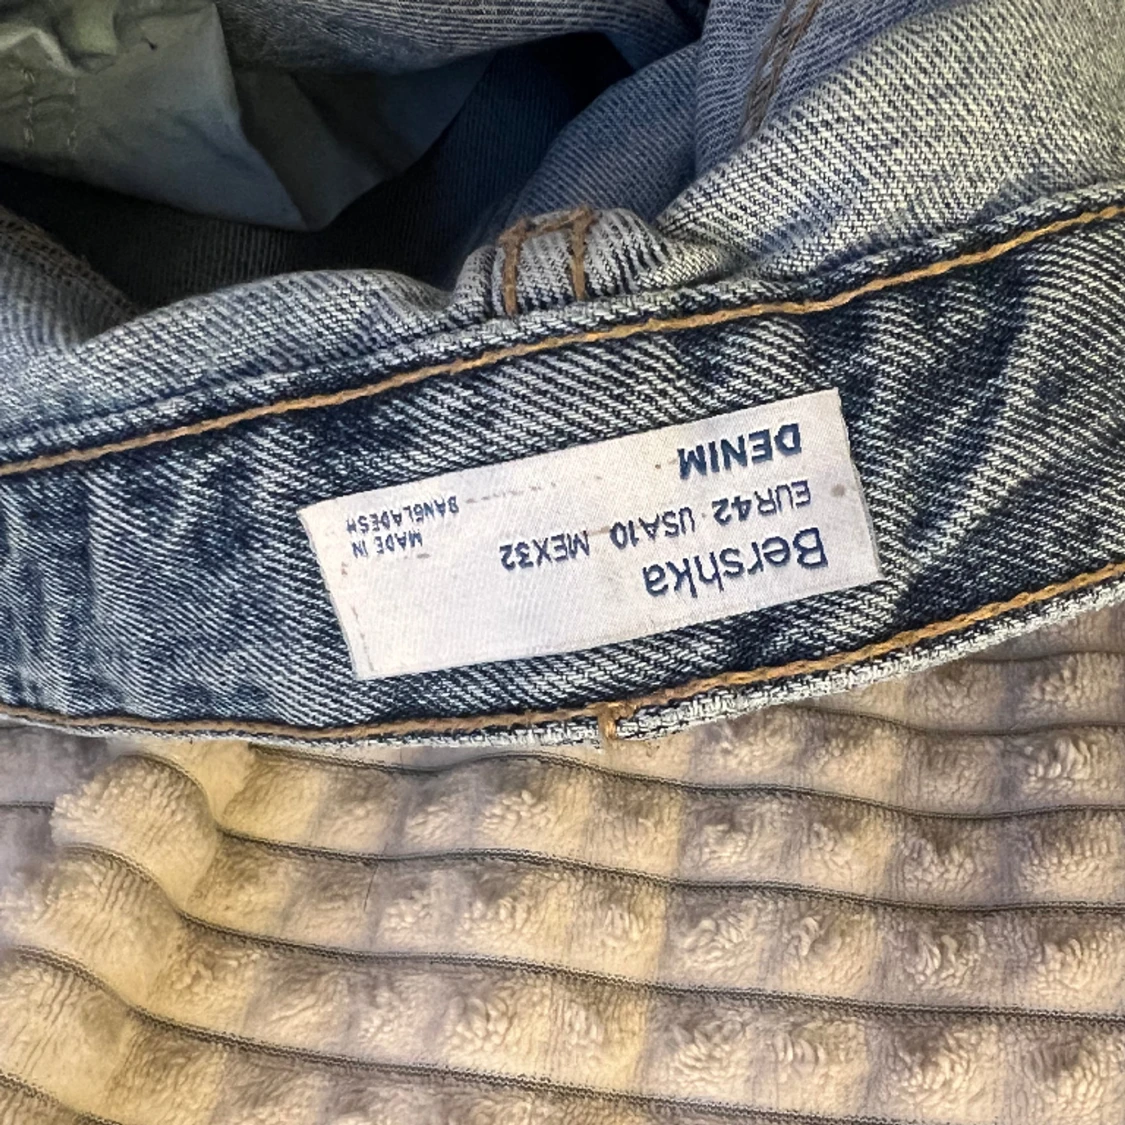 Bershka
EUR42 USA10 MEX32
DENIM
MADE IN
BANGLADESH